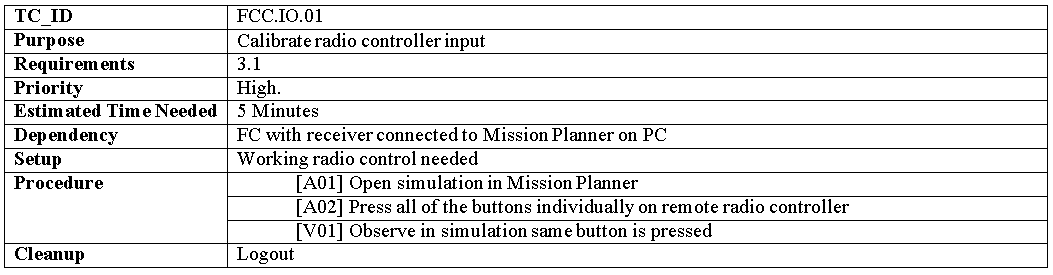 TC_ID FCC.IO.01
Purpose Calibrate radio controller input
Requirements 3.1
Priority High.
Estimated Time Needed 5 Minutes
Dependency FC with receiver connected to Mission Planner on PC
Setup Working radio control needed
Procedure [A01] Open simulation in Mission Planner
[A02] Press all of the buttons individually on remote radio controller
[V01] Observe in simulation same button is pressed
Cleanup Logout